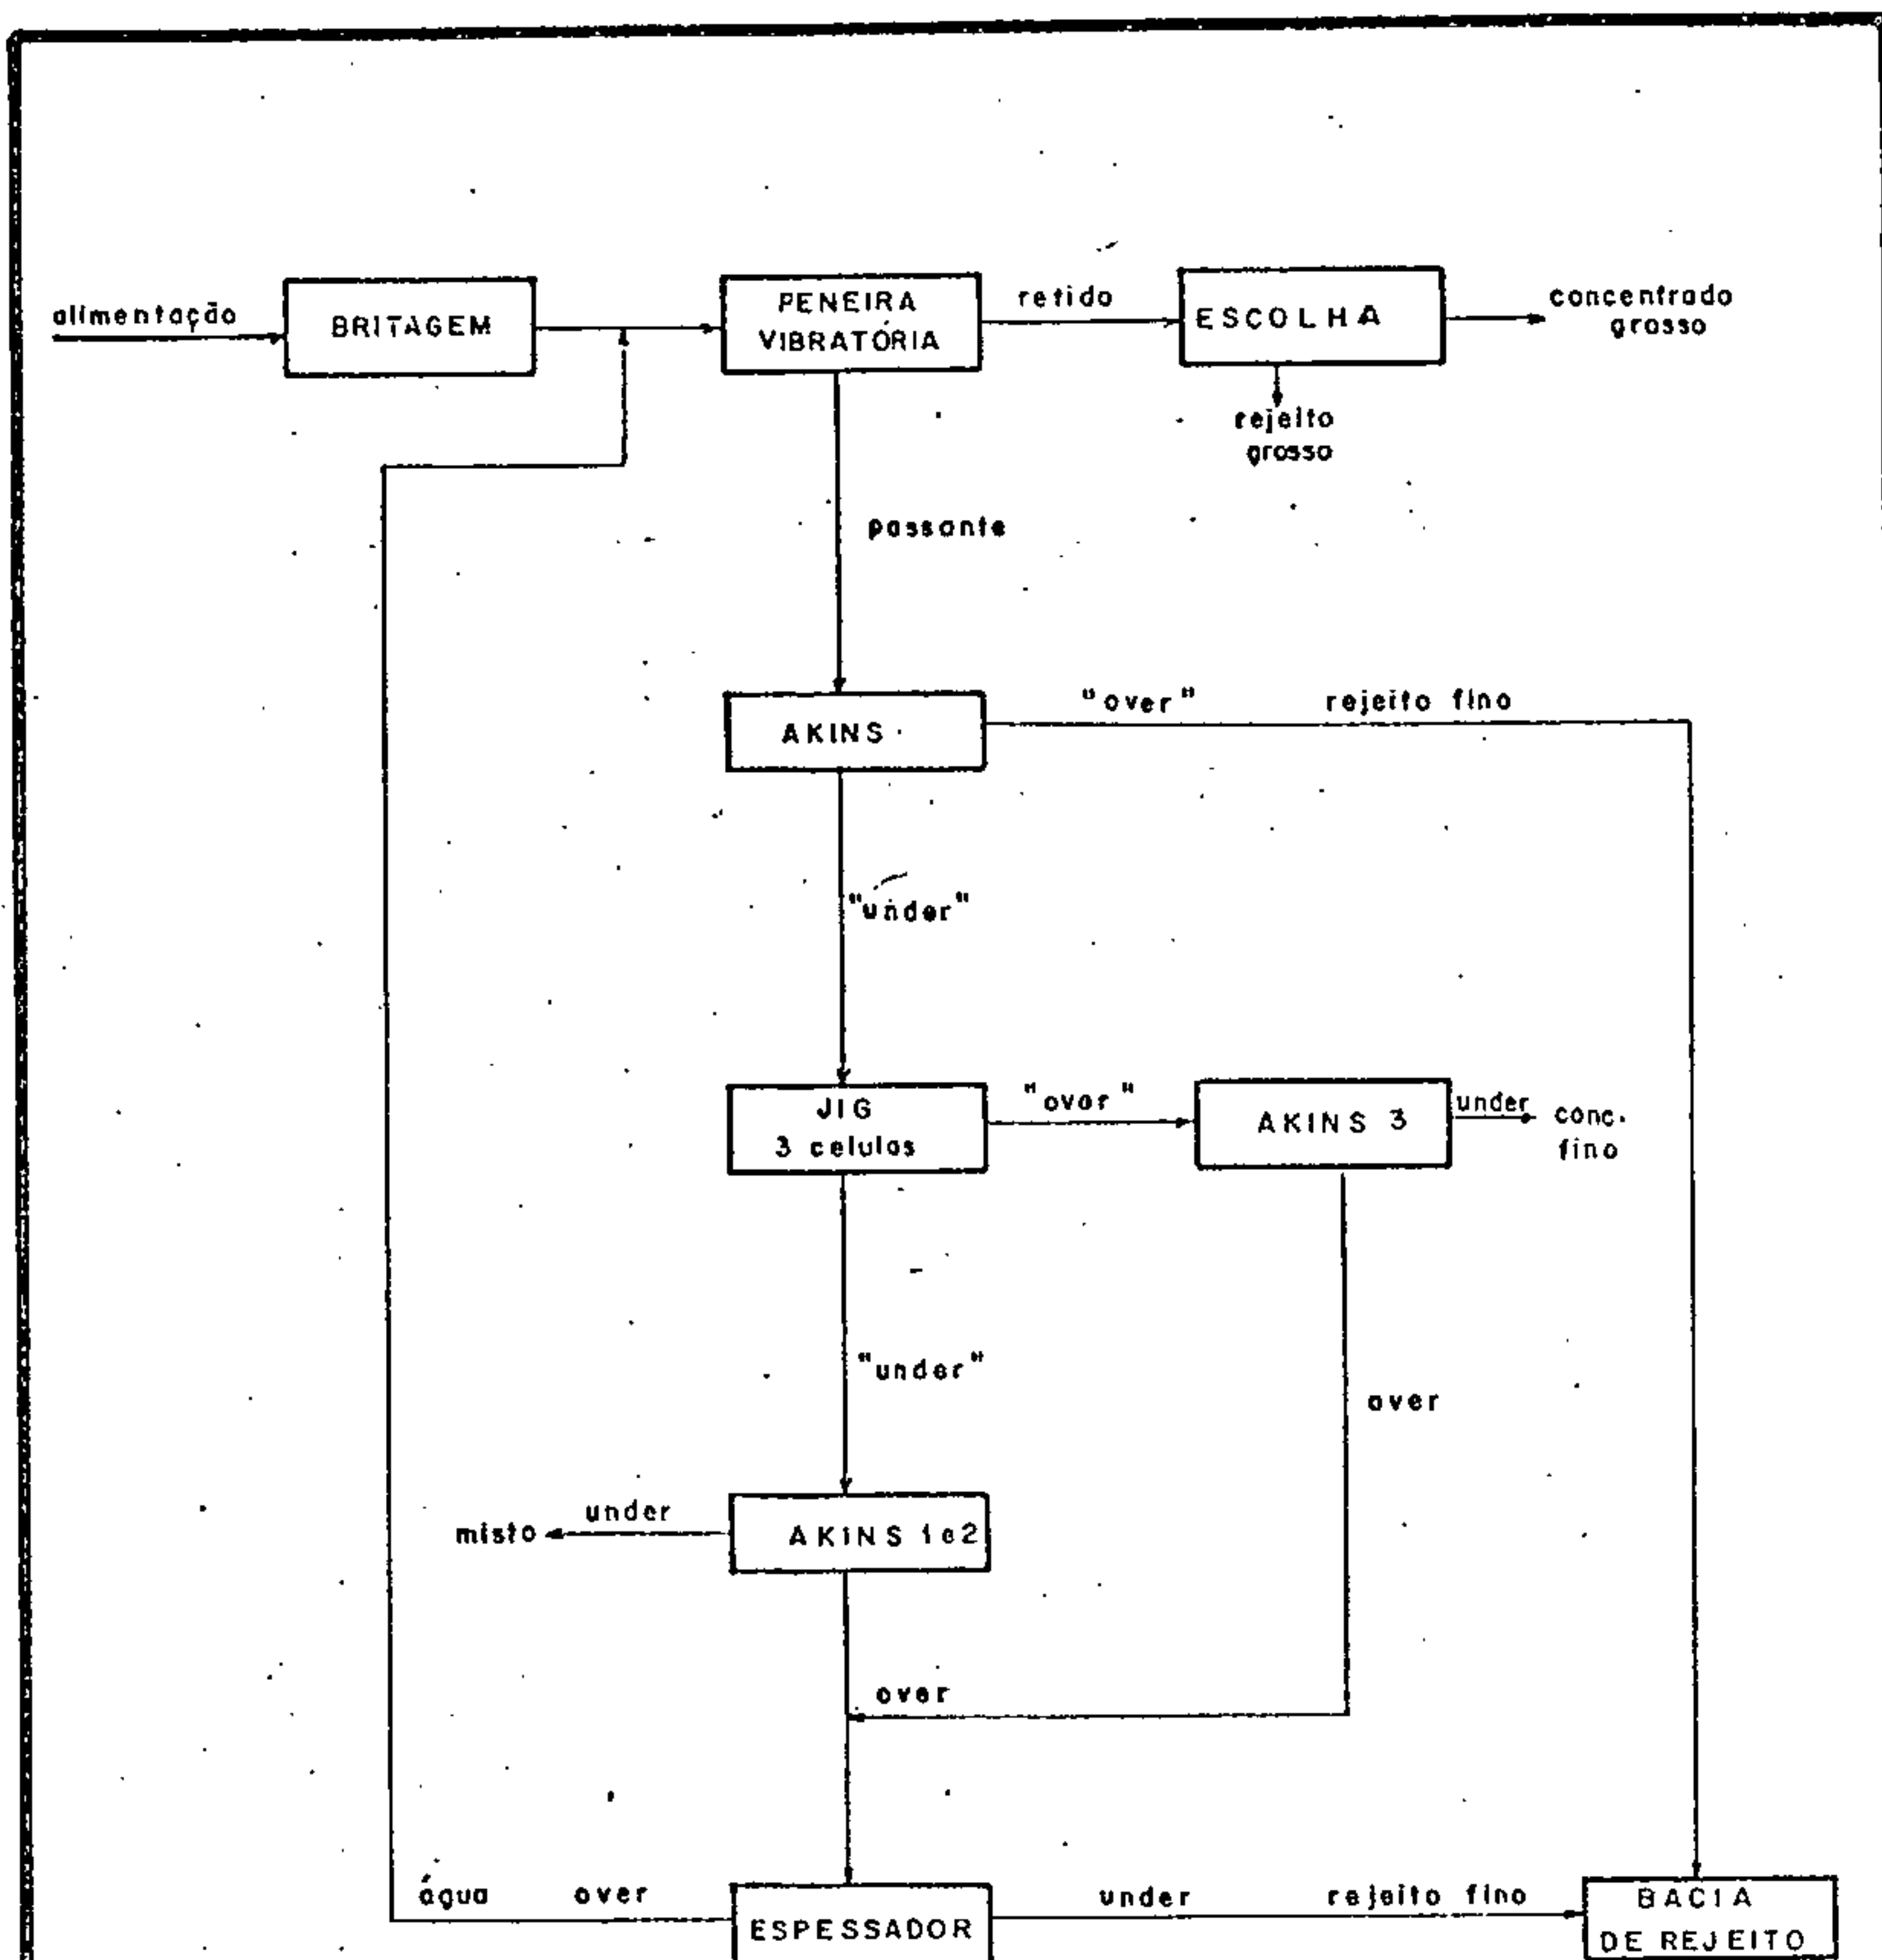 alimentação
BRITAGEM
PENEIRA
VIBRATÓRIA
retido
ESCOLHA
concentrado
grosso
rejeito
grosso
passante
AKINS
"over"
rejeito fino
"under"
JIG
3 celulas
"over"
AKINS 3
under
conc.
fino
"under"
over
misto
under
AKINS 1e2
over
água
over
ESPESSADOR
under
rejeito fino
BACIA
DE REJEITO